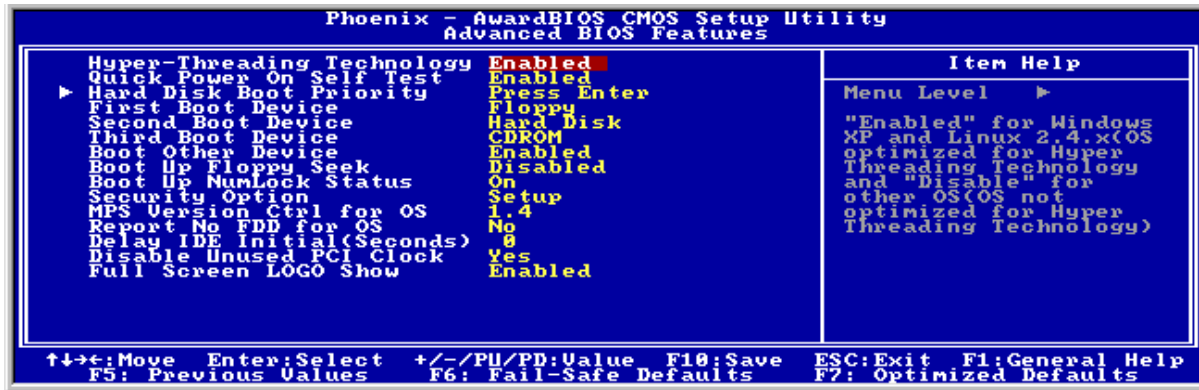 Phoenix - AwardBIOS CMOS Setup Utility
Advanced BIOS Features
Hyper-Threading Technology Enabled
Quick Power On Self Test Enabled
► Hard Disk Boot Priority Press Enter
First Boot Device Floppy
Second Boot Device Hard Disk
Third Boot Device CDROM
Boot Other Device Enabled
Boot Up Floppy Seek Disabled
Boot Up NumLock Status On
Security Option Setup
MPS Version Ctrl for OS 1.4
Report No FDD for OS No
Delay IDE Initial(Seconds) 0
Disable Unused PCI Clock Yes
Full Screen LOGO Show Enabled
Item Help
Menu Level ►
"Enabled" for Windows
XP and Linux 2.4.x(OS
optimized for Hyper
Threading Technology
and "Disable" for
other OS(OS not
optimized for Hyper
Threading Technology)
↑↓→←:Move Enter:Select +/-/PU/PD:Value F10:Save ESC:Exit F1:General Help
F5: Previous Values F6: Fail-Safe Defaults F7: Optimized Defaults